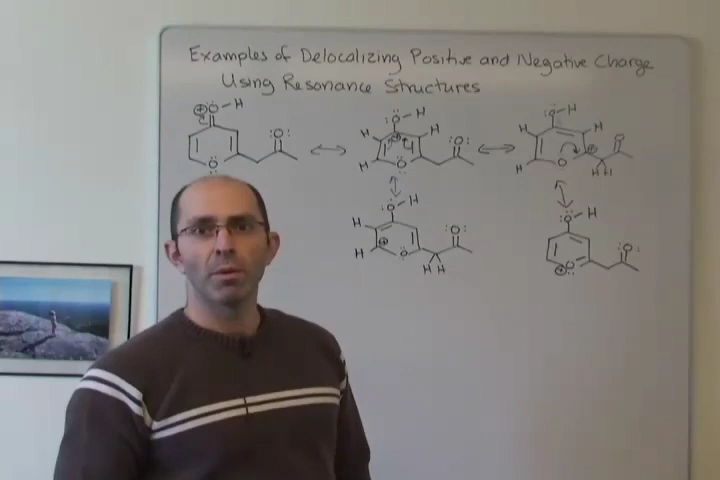 Examples of Delocalizing Positive and Negative Charge
Using Resonance Structures
O H
O
O
O H
H H
H O
O
O H
H H
H O
O
H H
O H
H
H O
O
H H
O H
O
O